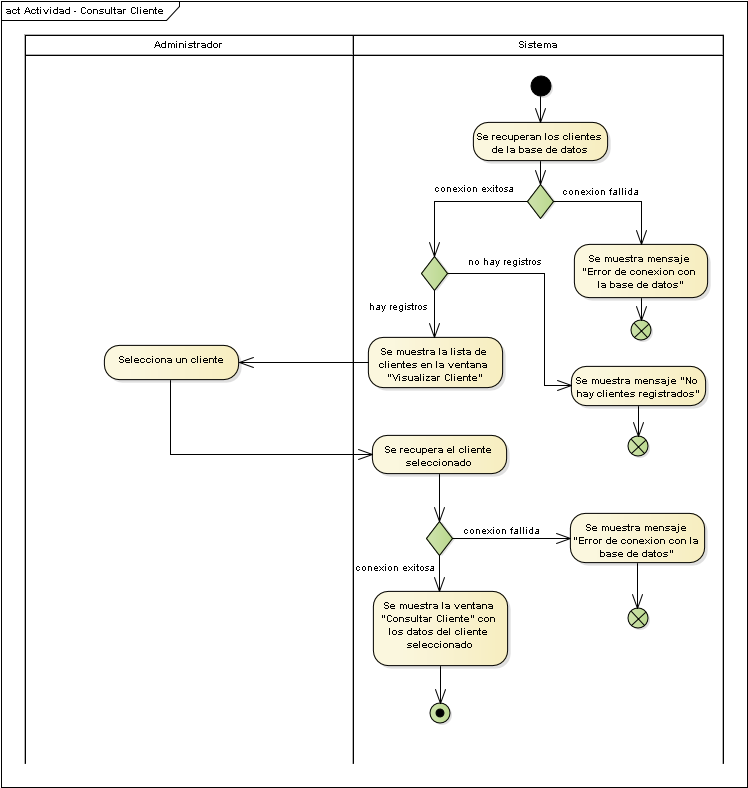 act Actividad - Consultar Cliente
Administrador
Sistema
Se recuperan los clientes
de la base de datos
conexion exitosa
conexion fallida
Se muestra mensaje
"Error de conexion con
la base de datos"
no hay registros
hay registros
Selecciona un cliente
Se muestra la lista de
clientes en la ventana
"Visualizar Cliente"
Se muestra mensaje "No
hay clientes registrados"
Se recupera el cliente
seleccionado
conexion fallida
Se muestra mensaje
"Error de conexion con la
base de datos"
conexion exitosa
Se muestra la ventana
"Consultar Cliente" con
los datos del cliente
seleccionado